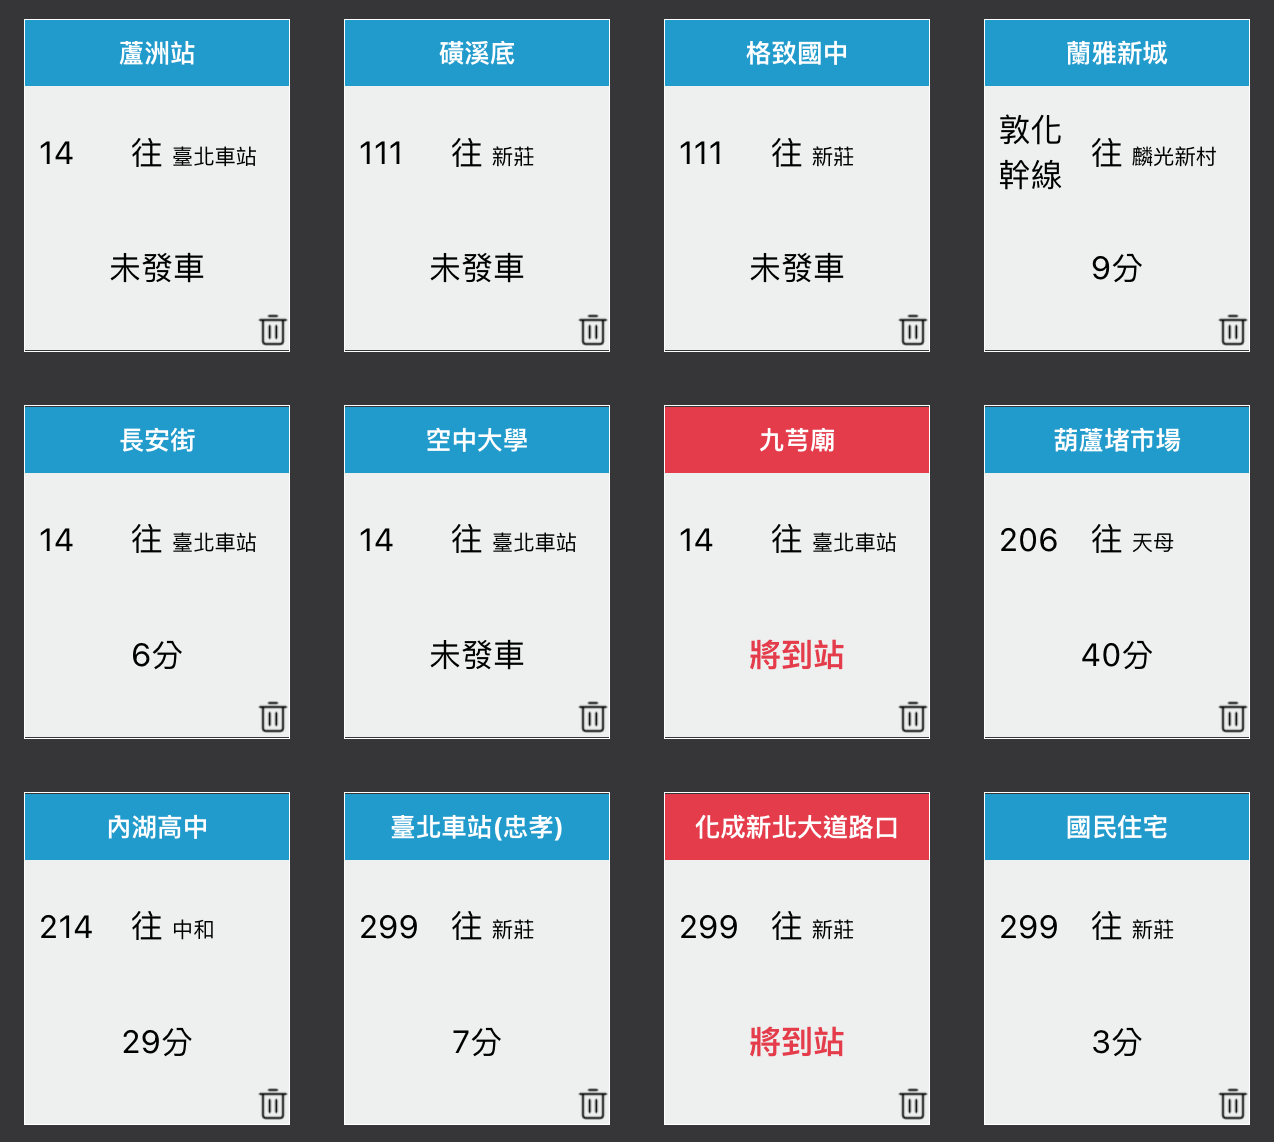 蘆洲站
14 往 臺北車站
未發車
磺溪底
111 往 新莊
未發車
格致國中
111 往 新莊
未發車
蘭雅新城
敦化
幹線 往 麟光新村
9分
長安街
14 往 臺北車站
6分
空中大學
14 往 臺北車站
未發車
九芎廟
14 往 臺北車站
將到站
葫蘆堵市場
206 往 天母
40分
內湖高中
214 往 中和
29分
臺北車站(忠孝)
299 往 新莊
7分
化成新北大道路口
299 往 新莊
將到站
國民住宅
299 往 新莊
3分